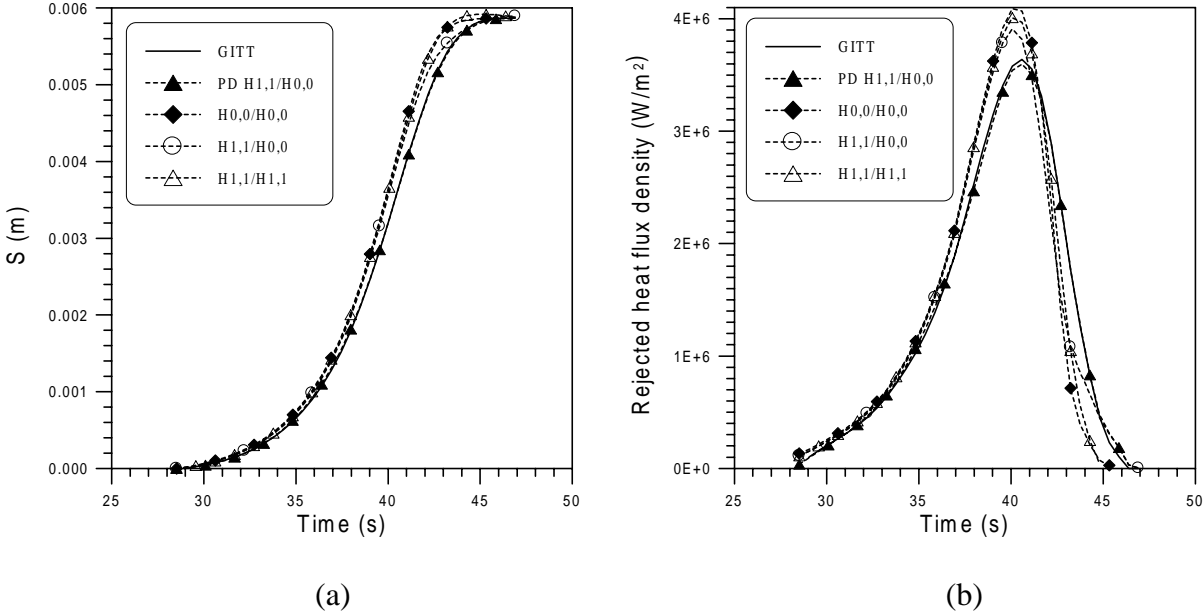 0.006
0.005
0.004
0.003
0.002
0.001
0.000
S (m)
GITT
PD H1,1/H0,0
H0,0/H0,0
H1,1/H0,0
H1,1/H1,1
25 30 35 40 45 50
Time (s)
(a)
4E+6
3E+6
2E+6
1E+6
0E+0
Rejected heat flux density (W/m²)
GITT
PD H1,1/H0,0
H0,0/H0,0
H1,1/H0,0
H1,1/H1,1
25 30 35 40 45 50
Time (s)
(b)